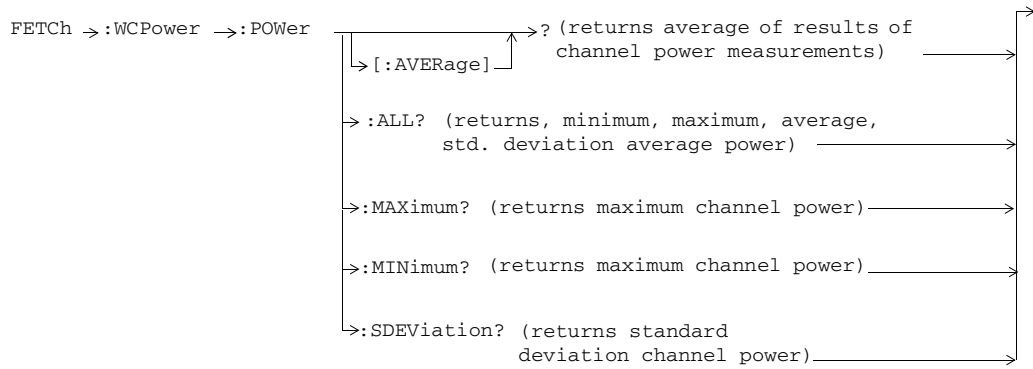 FETCh :WCPower :POWer ? (returns average of results of
channel power measurements)
[:AVERage]
:ALL? (returns, minimum, maximum, average,
std. deviation average power)
:MAXimum? (returns maximum channel power)
:MINimum? (returns maximum channel power)
:SDEViation? (returns standard
deviation channel power)